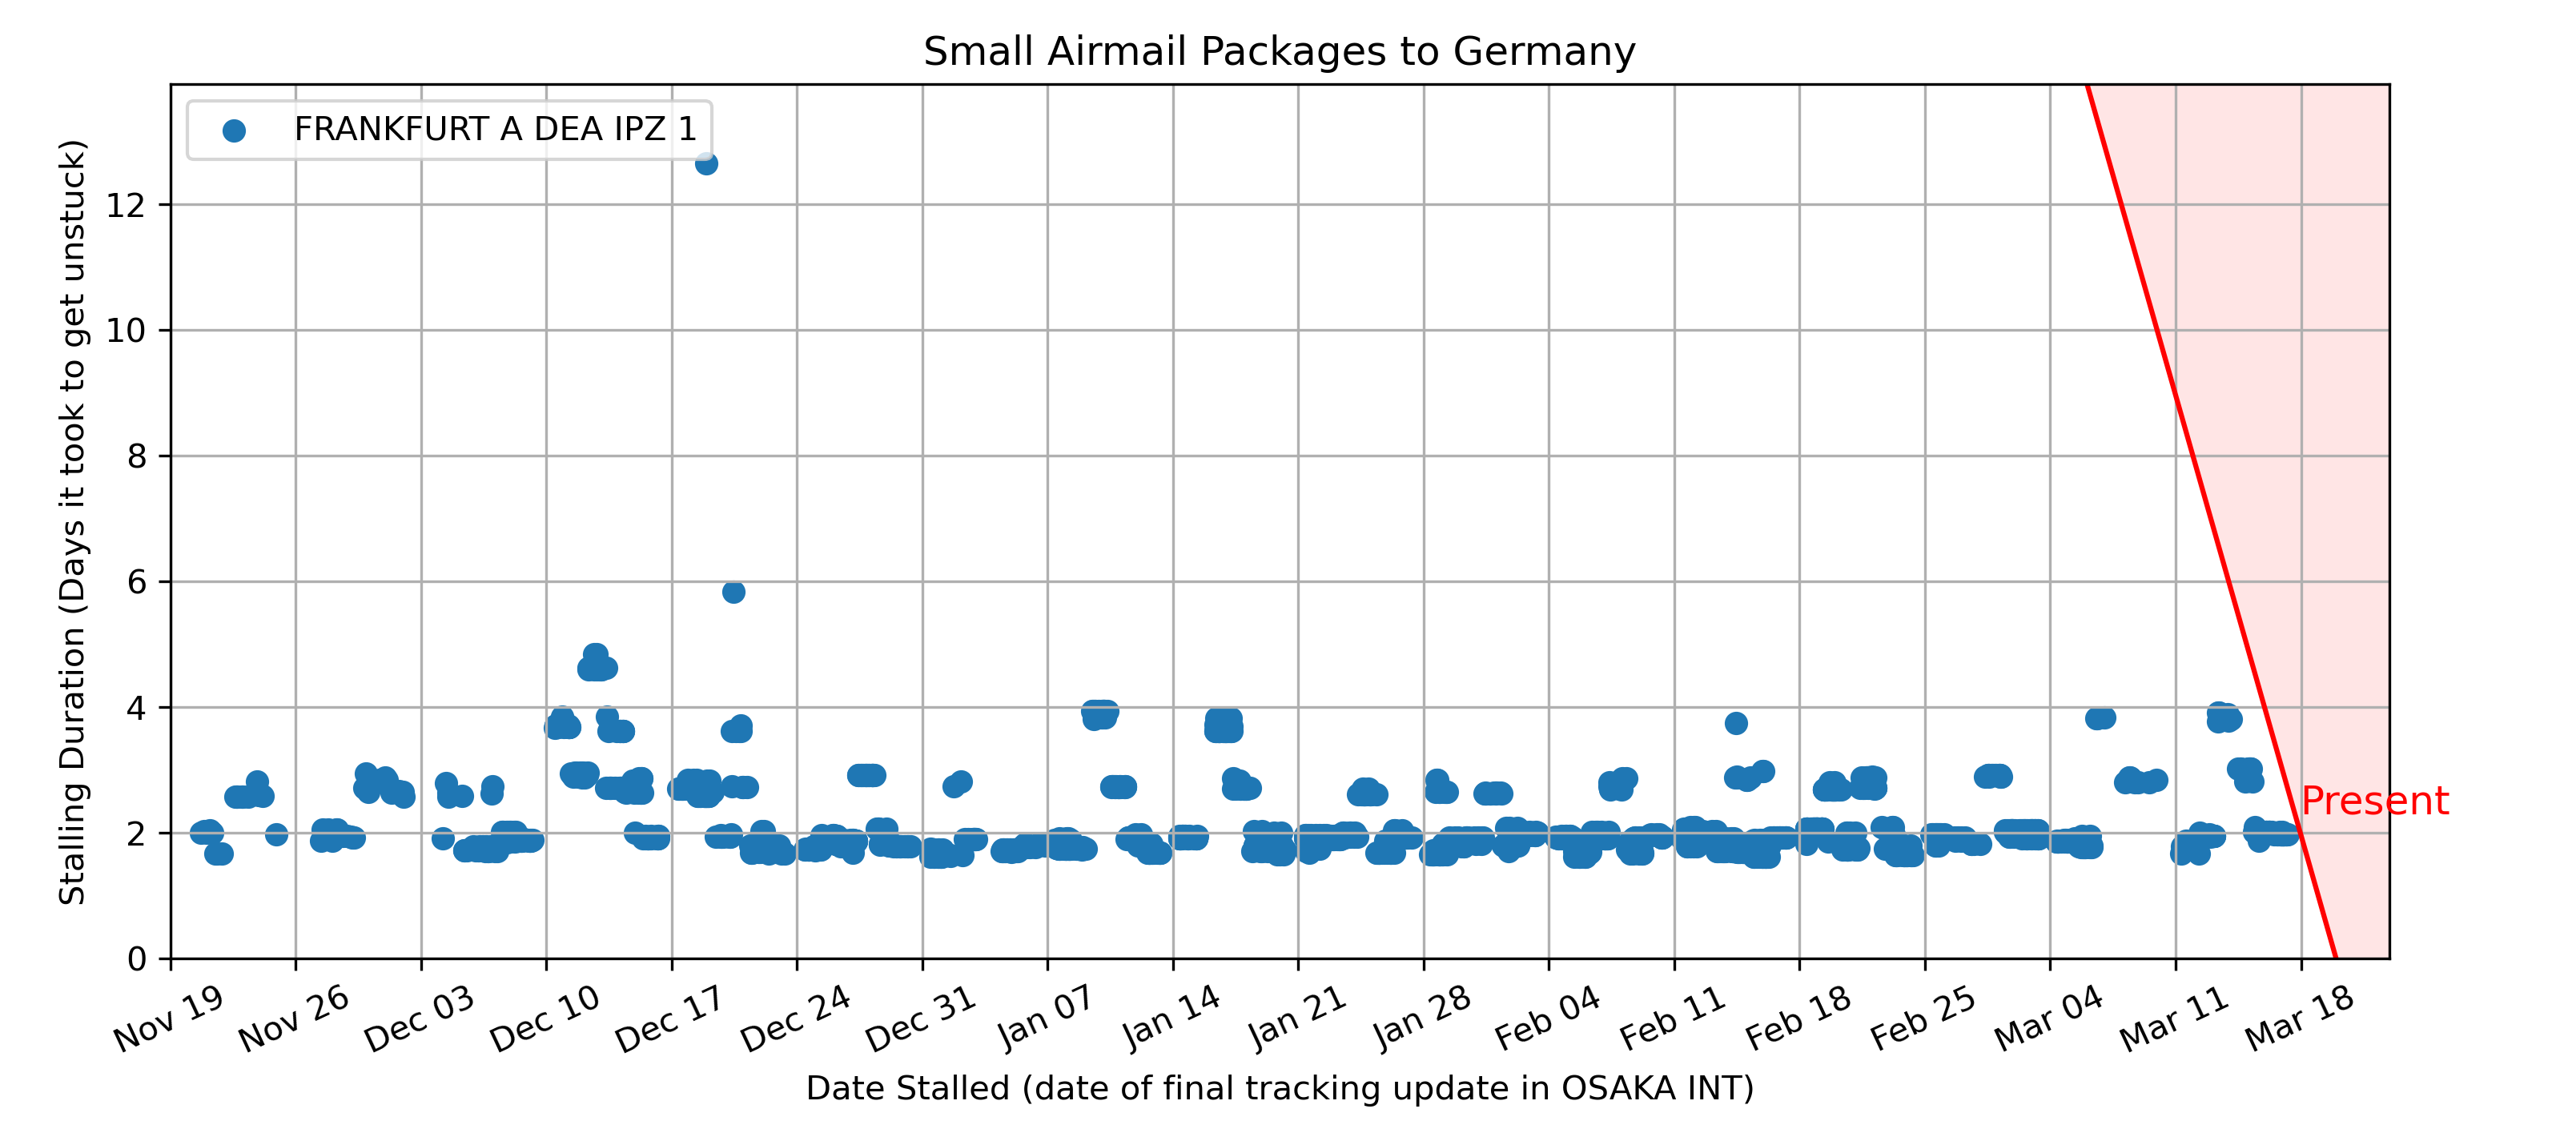 Small Airmail Packages to Germany
FRANKFURT A DEA IPZ 1
Stalling Duration (Days it took to get unstuck)
12
10
8
6
4
2
0
Present
Nov 19
Nov 26
Dec 03
Dec 10
Dec 17
Dec 24
Dec 31
Jan 07
Jan 14
Jan 21
Jan 28
Feb 04
Feb 11
Feb 18
Feb 25
Mar 04
Mar 11
Mar 18
Date Stalled (date of final tracking update in OSAKA INT)